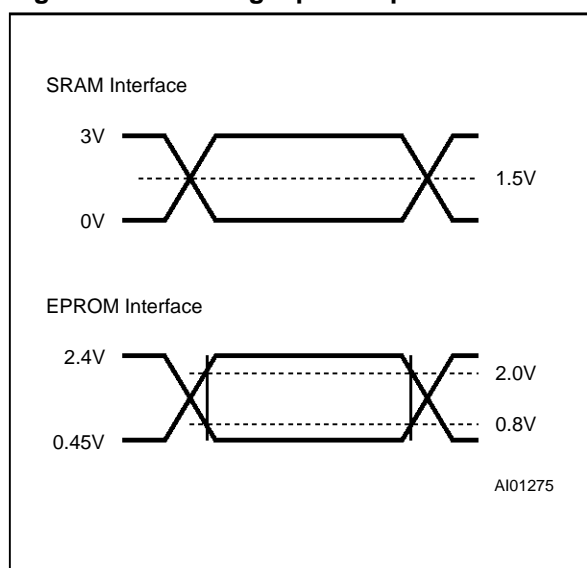 SRAM Interface
3V
1.5V
0V
EPROM Interface
2.4V
2.0V
0.8V
0.45V
AI01275